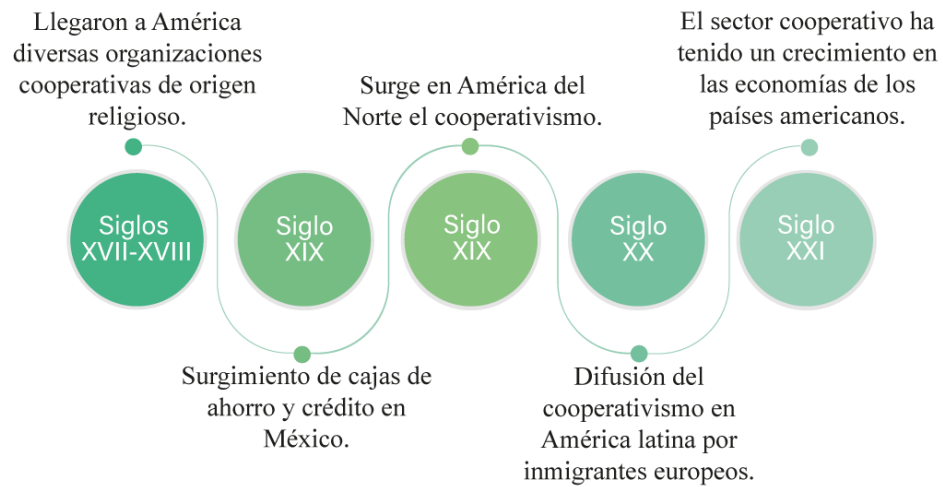 Llegaron a América
diversas organizaciones
cooperativas de origen
religioso.
Siglos
XVII-XVIII
Siglo
XIX
Surgimiento de cajas de
ahorro y crédito en
México.
Surge en América del
Norte el cooperativismo.
Siglo
XIX
Siglo
XX
Difusión del
cooperativismo en
América latina por
inmigrantes europeos.
El sector cooperativo ha
tenido un crecimiento en
las economías de los
países americanos.
Siglo
XXI